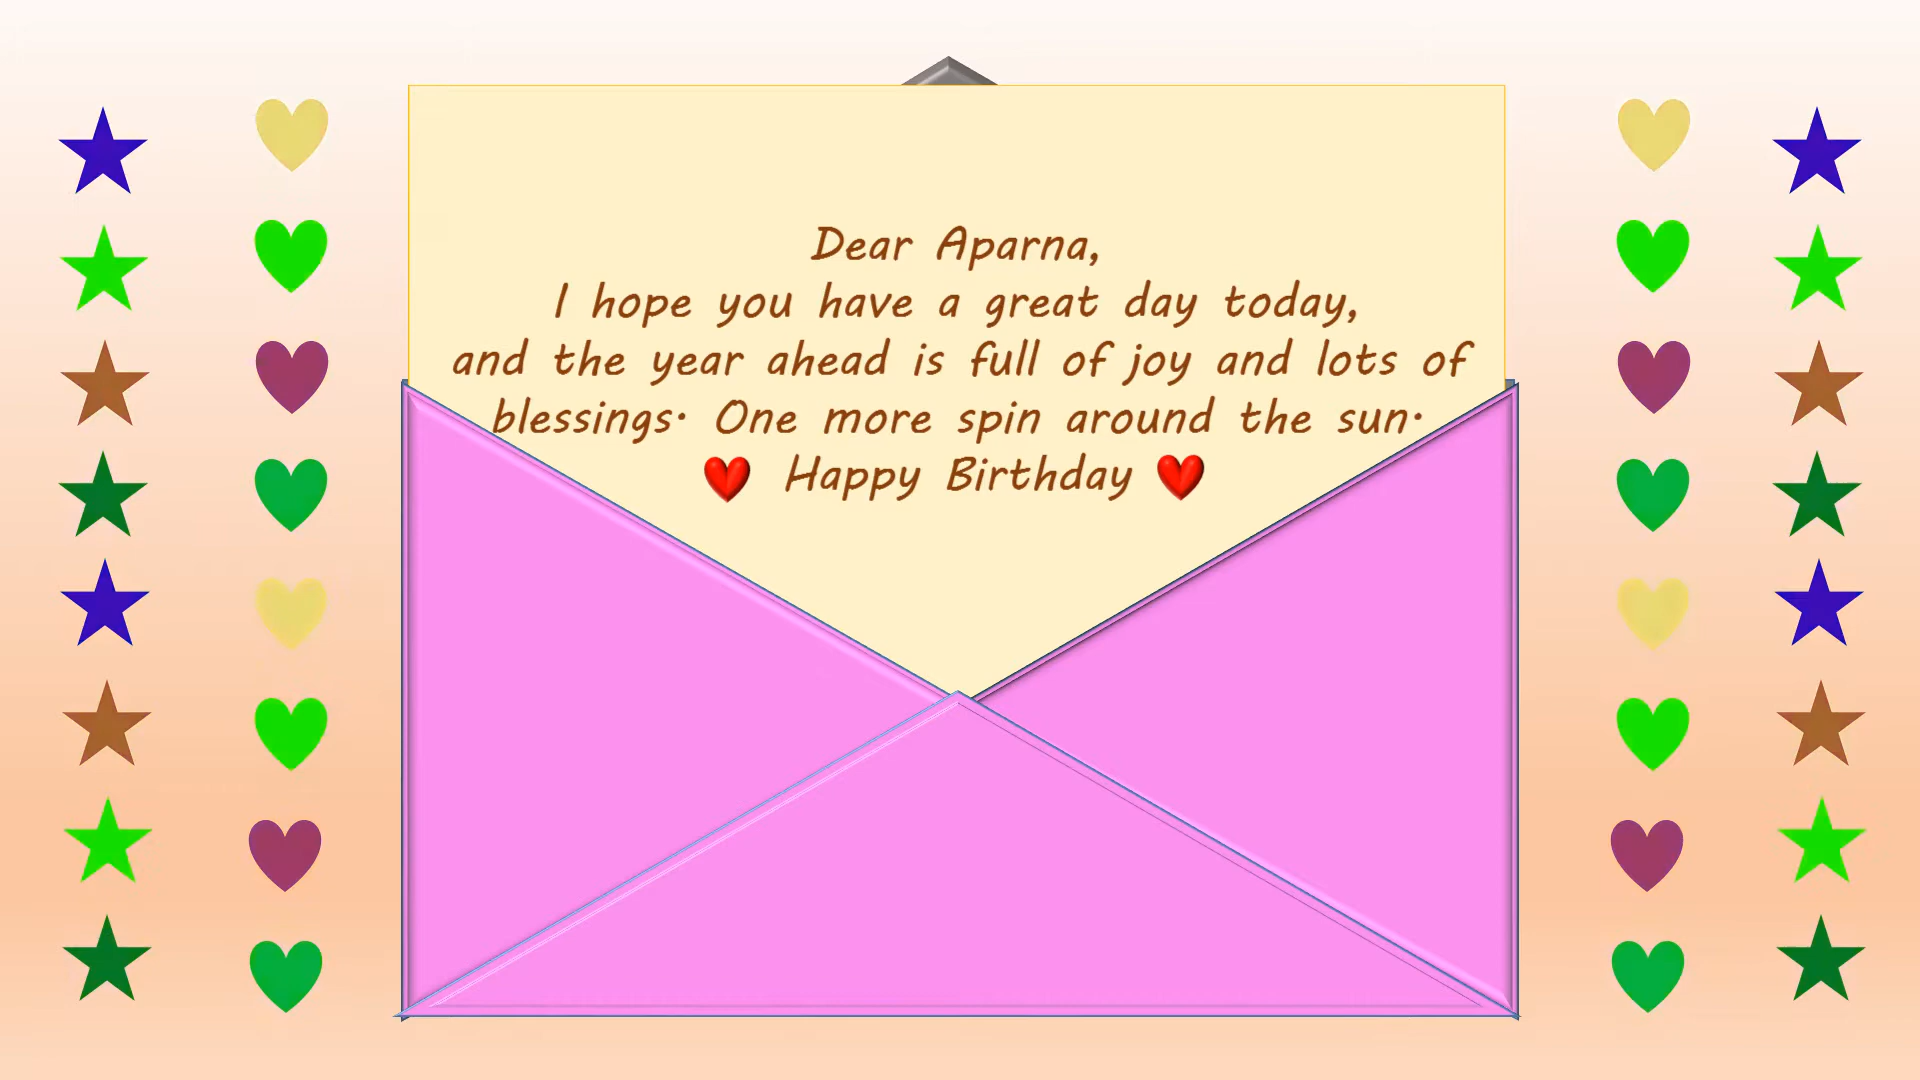 Dear Aparna,
I hope you have a great day today,
and the year ahead is full of joy and lots of
blessings. One more spin around the sun.
❤ Happy Birthday ❤